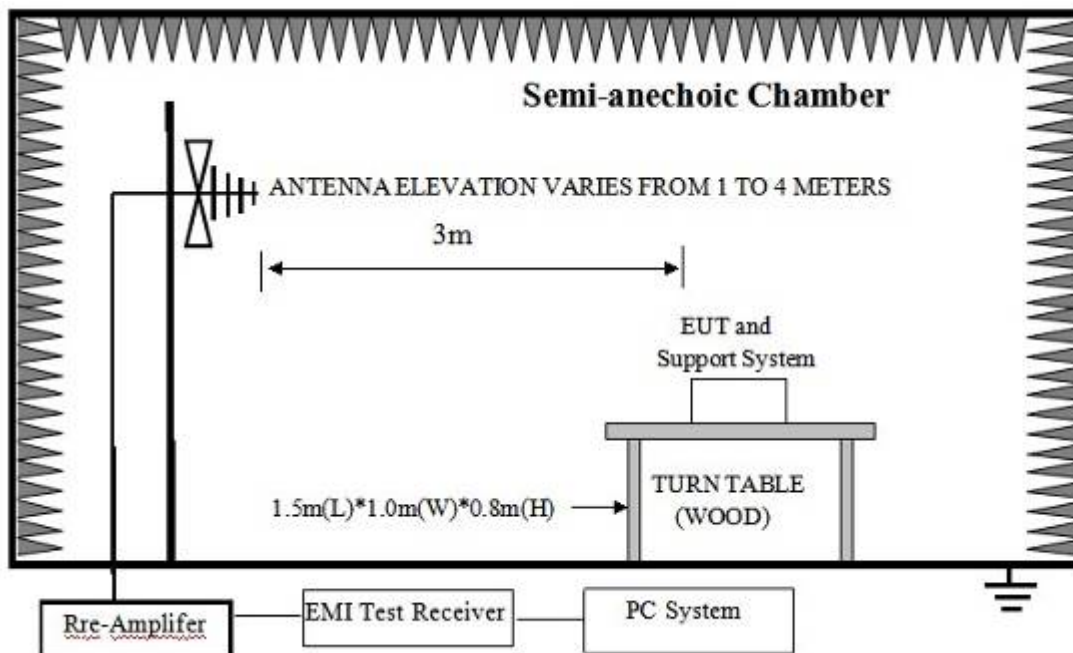 Semi-anechoic Chamber
ANTENNA ELEVATION VARIES FROM 1 TO 4 METERS
3m
EUT and
Support System
1.5m(L)*1.0m(W)*0.8m(H)
TURN TABLE
(WOOD)
Rre-Amplifer
EMI Test Receiver
PC System